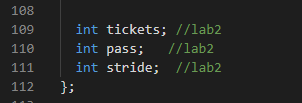 108
109 int tickets; //lab2
110 int pass; //lab2
111 int stride; //lab2
112 };